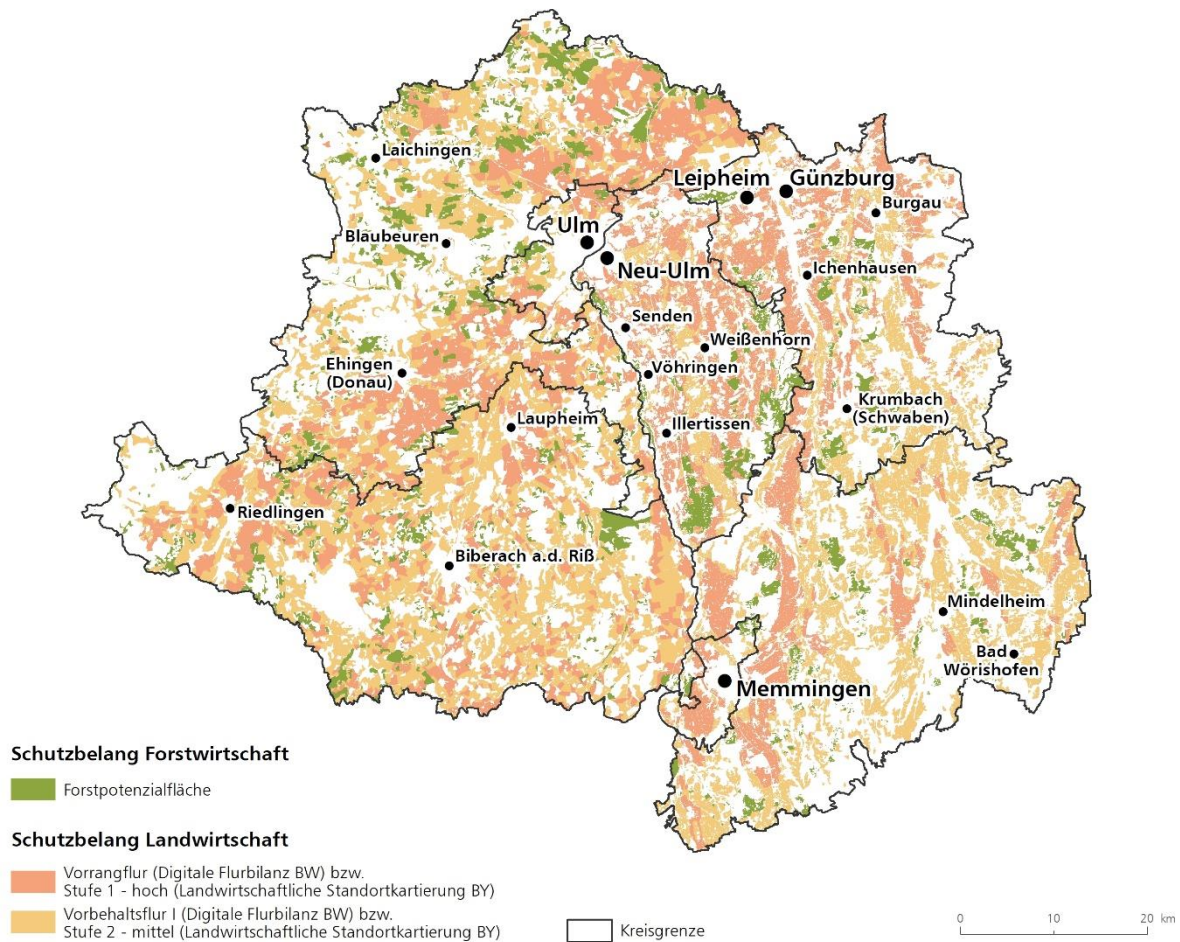 Laichingen
Leipheim
Günzburg
Burgau
Ulm
Blaubeuren
Neu-Ulm
Ichenhausen
Senden
Weißenhorn
Ehingen
(Donau)
Vöhringen
Krumbach
(Schwaben)
Laupheim
Illertissen
Riedlingen
Biberach a.d. Riß
Mindelheim
Bad
Wörishofen
Memmingen
Schutzbelang Forstwirtschaft
Forstpotenzialfläche
Schutzbelang Landwirtschaft
Vorrangflur (Digitale Flurbilanz BW) bzw.
Stufe 1 - hoch (Landwirtschaftliche Standortkartierung BY)
Vorbehaltsflur I (Digitale Flurbilanz BW) bzw.
Stufe 2 - mittel (Landwirtschaftliche Standortkartierung BY)
Kreisgrenze
0 10 20 km